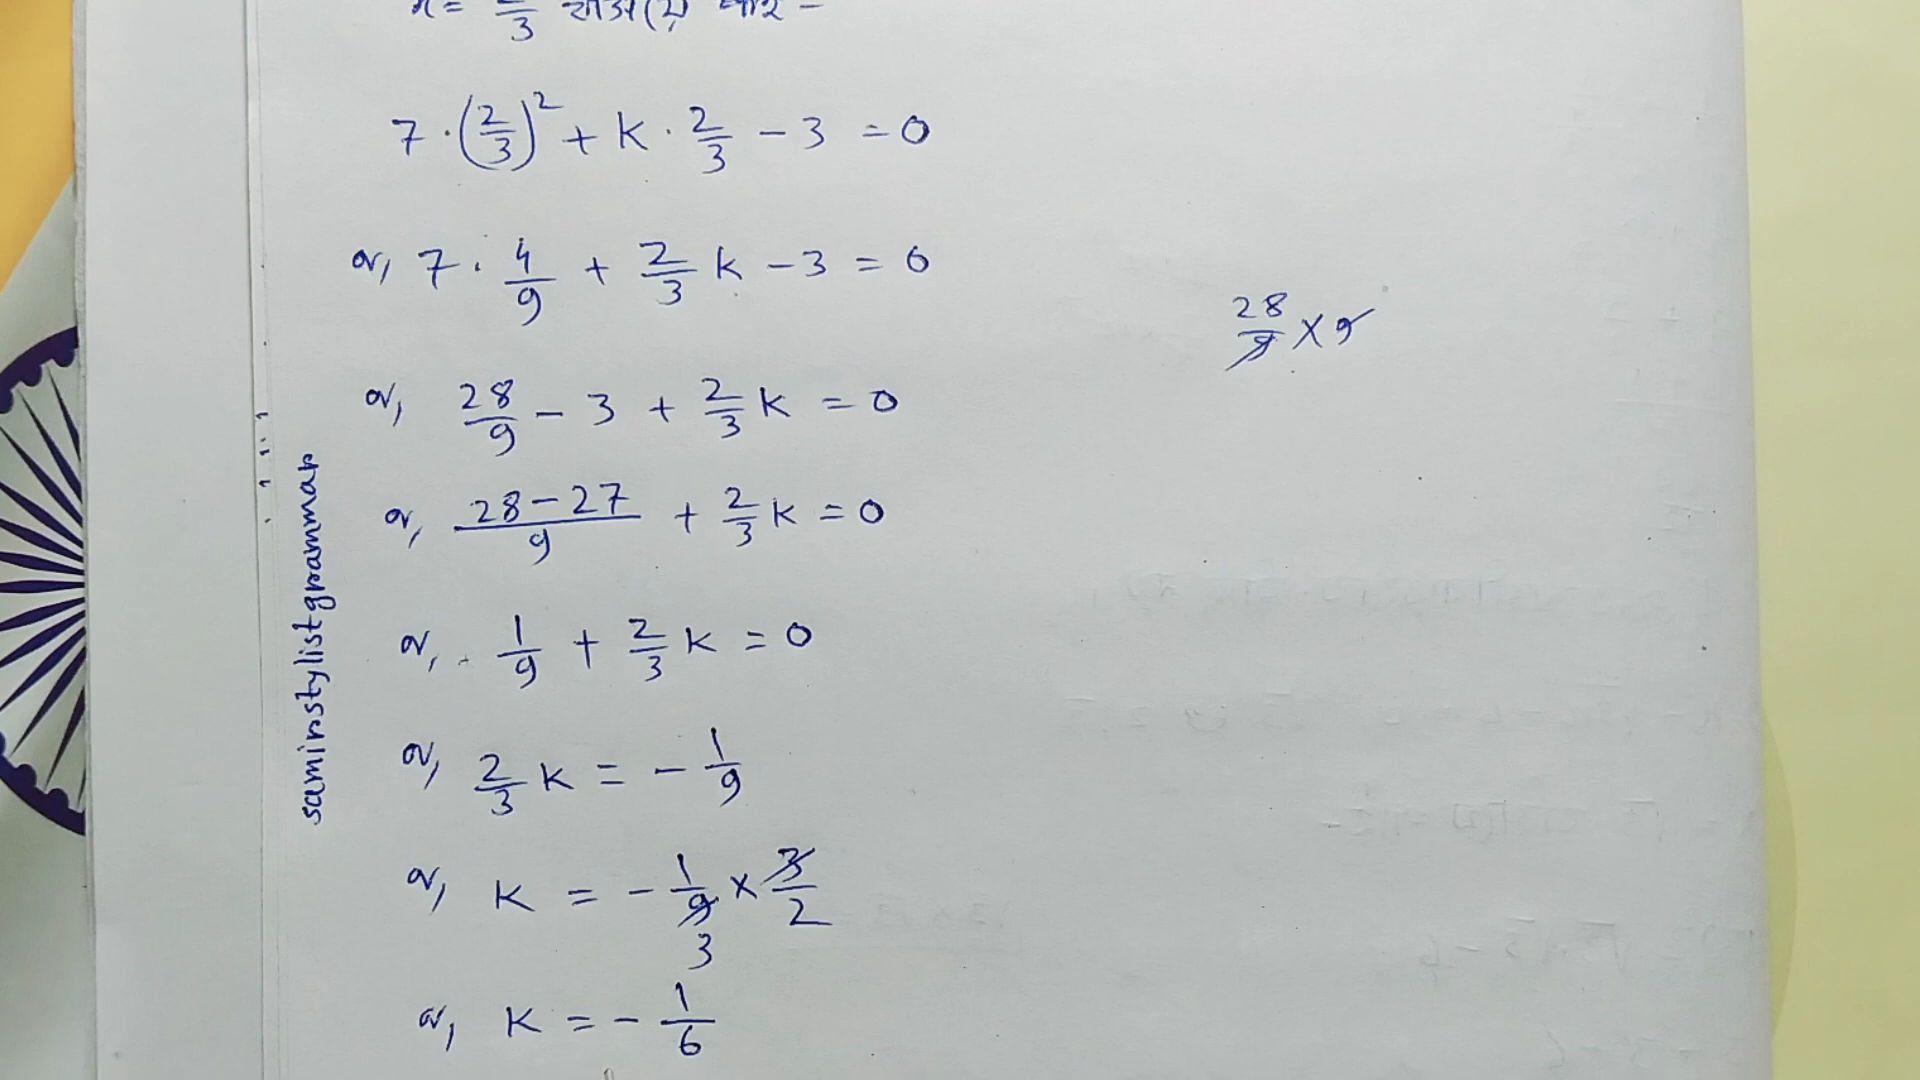 x = 2/3
7·(2/3)² + k·2/3 - 3 = 0
বা, 7·4/9 + 2/3 k - 3 = 0
28/9 × 9
বা, 28/9 - 3 + 2/3 k = 0
বা, (28-27)/9 + 2/3 k = 0
বা, 1/9 + 2/3 k = 0
বা, 2/3 k = - 1/9
বা, k = - 1/9 × 3/2
3
বা, k = - 1/6
saminstylistgrammar